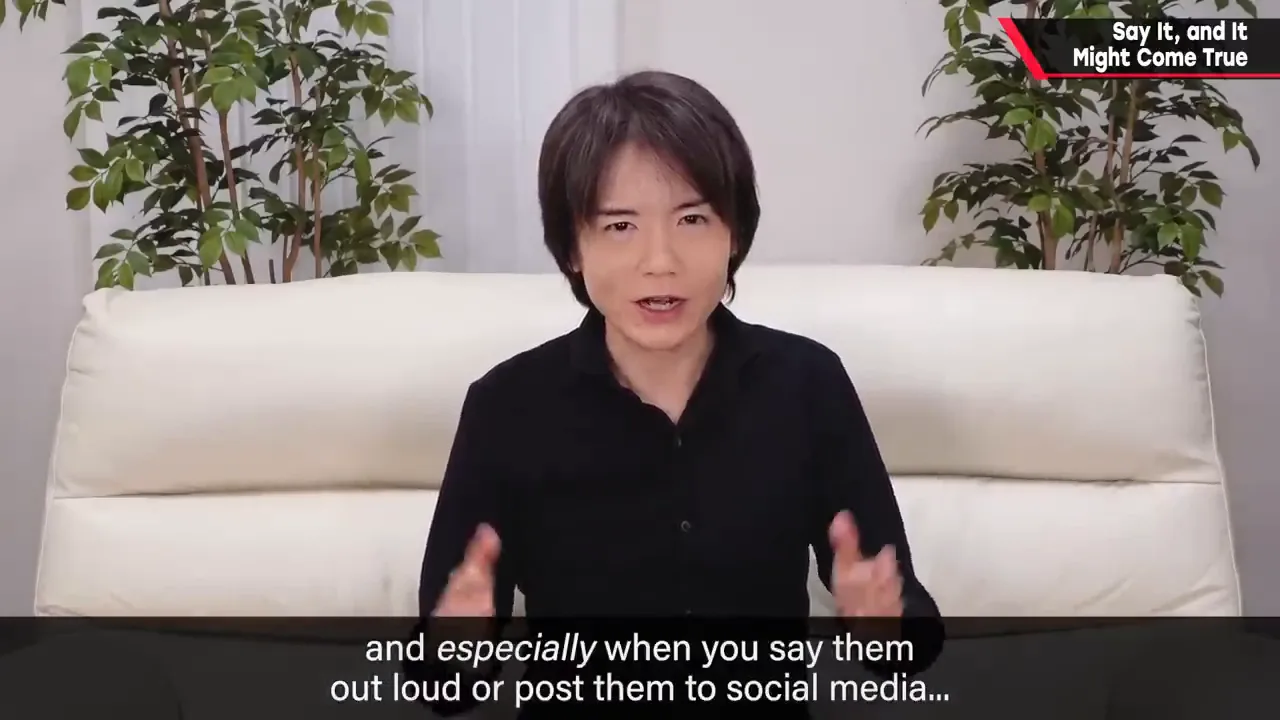 Say It, and It
Might Come True
and especially when you say them
out loud or post them to social media...